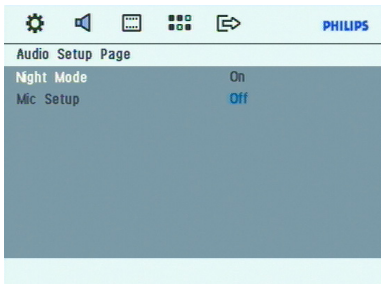 PHILIPS
Audio Setup Page
Night Mode On
Mic Setup Off